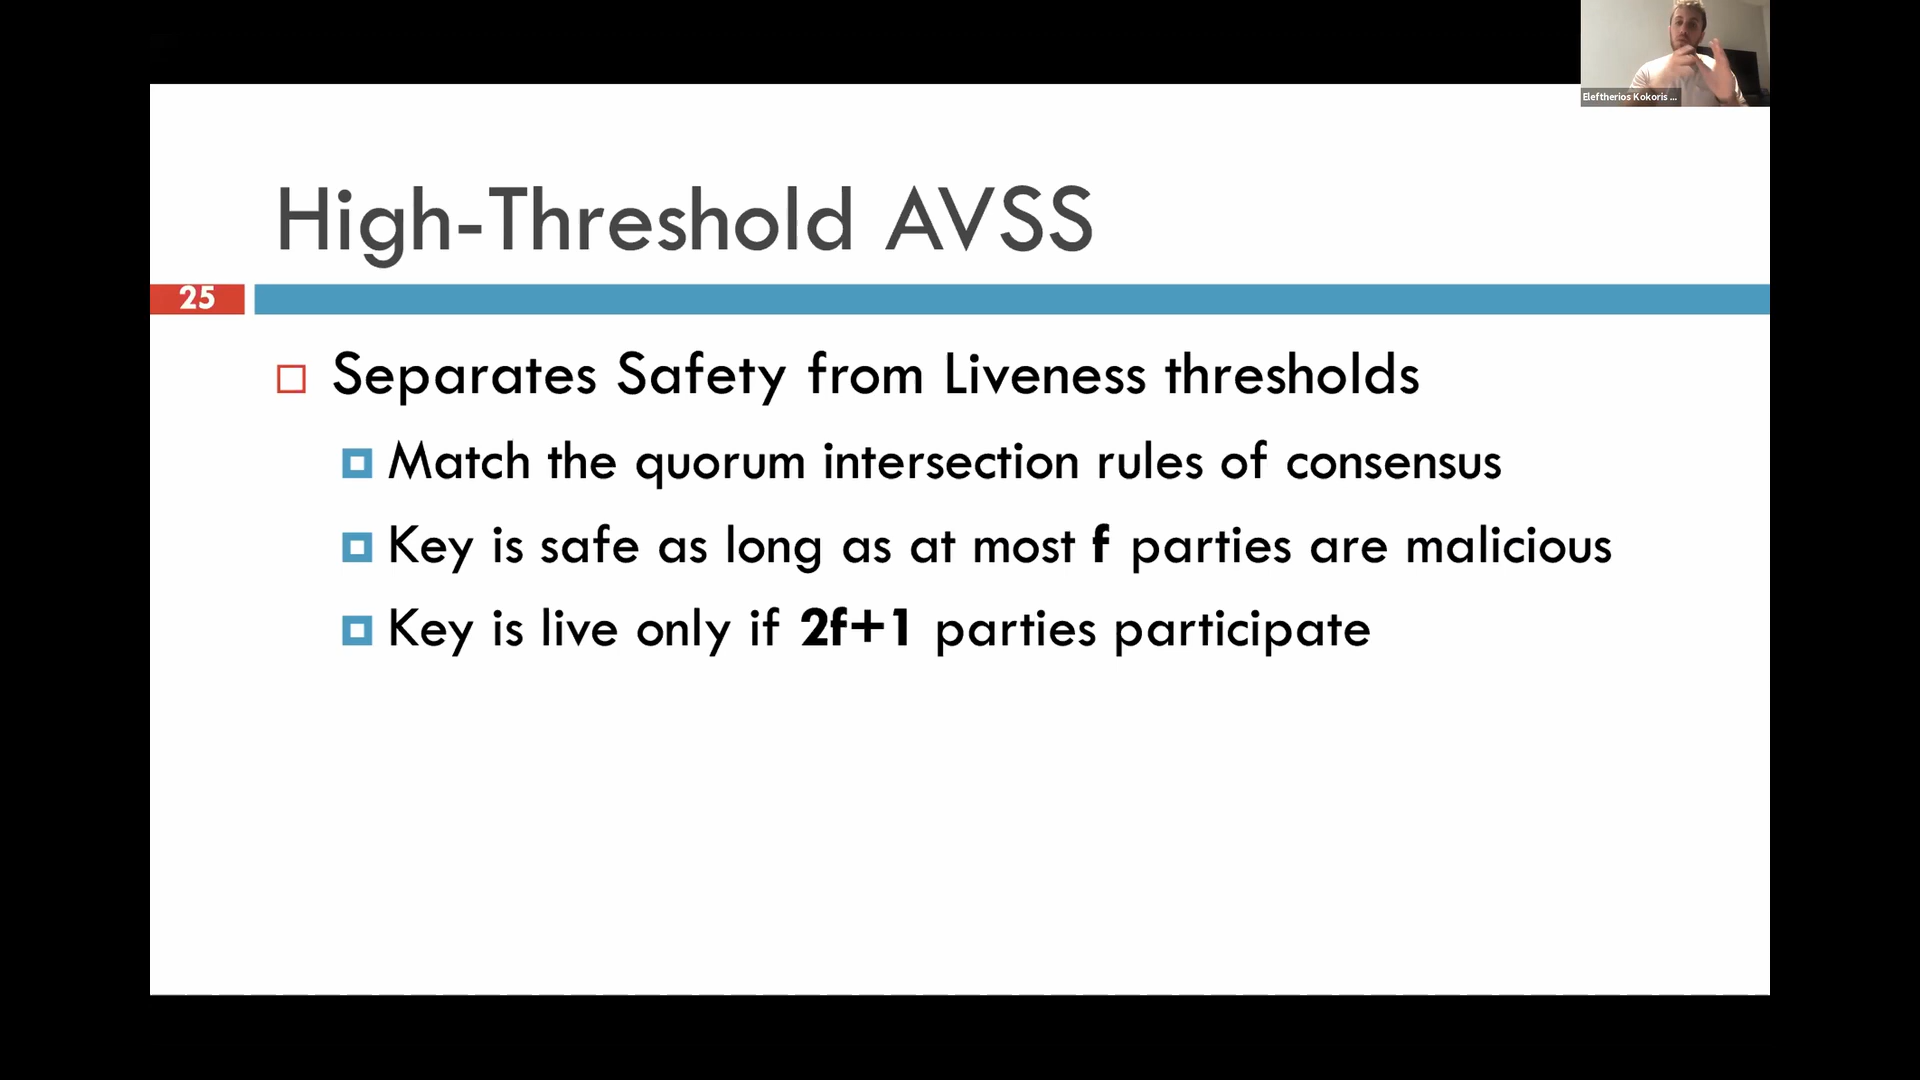 Eleftherios Kokoris ...
High-Threshold AVSS
25
Separates Safety from Liveness thresholds
Match the quorum intersection rules of consensus
Key is safe as long as at most f parties are malicious
Key is live only if 2f+1 parties participate